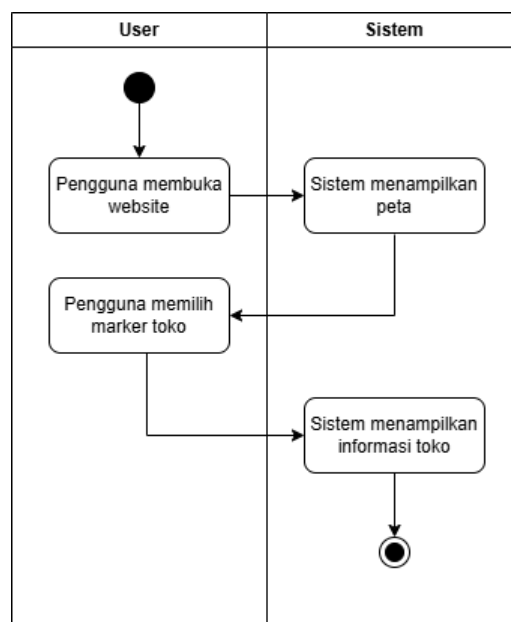 User
Sistem
Pengguna membuka
website
Sistem menampilkan
peta
Pengguna memilih
marker toko
Sistem menampilkan
informasi toko